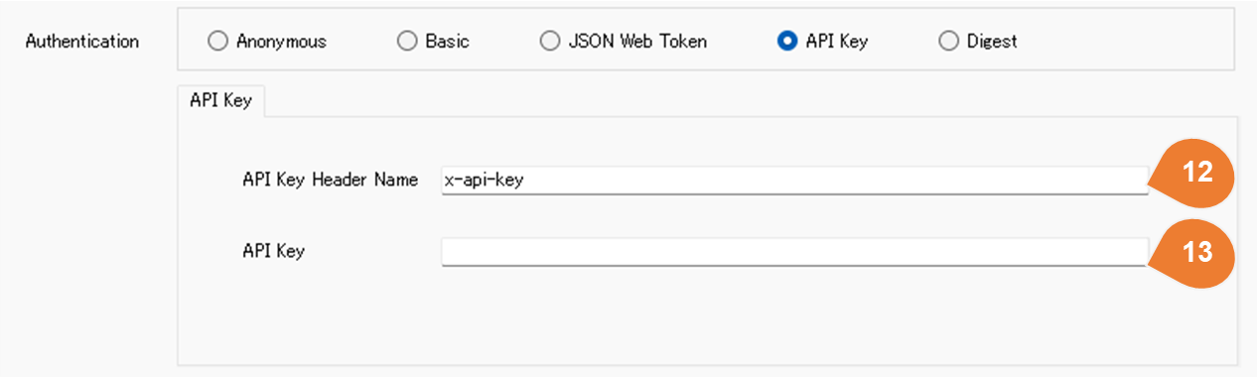 Authentication Anonymous Basic JSON Web Token API Key Digest
API Key
API Key Header Name x-api-key 12
API Key 13